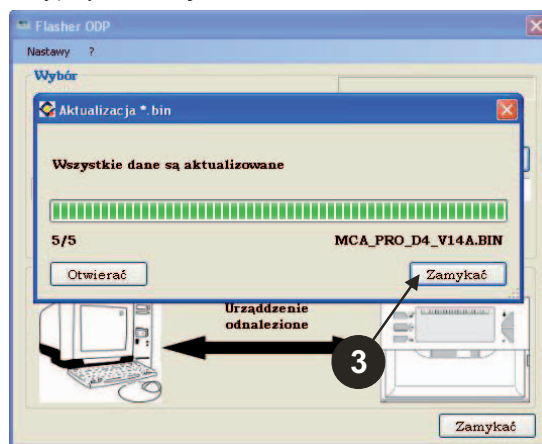 Flasher ODP
Nastawy ?
Wybór
Aktualizacja *.bin
Wszystkie dane są aktualizowane
5/5 MCA_PRO_D4_V14A.BIN
Otwierać Zamykać
Urząddzenie
odnalezione
3
Zamykać